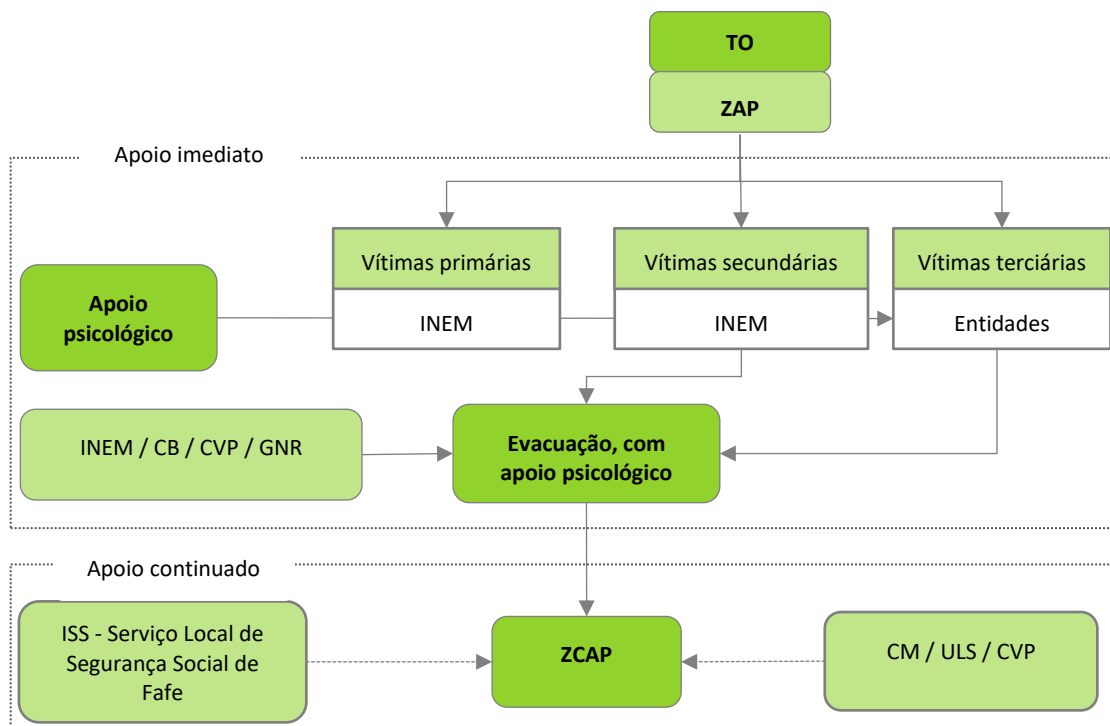 TO
ZAP
Apoio imediato
Vítimas primárias
Vítimas secundárias
Vítimas terciárias
Apoio
psicológico
INEM
INEM
Entidades
INEM / CB / CVP / GNR
Evacuação, com
apoio psicológico
Apoio continuado
ISS - Serviço Local de
Segurança Social de
Fafe
ZCAP
CM / ULS / CVP